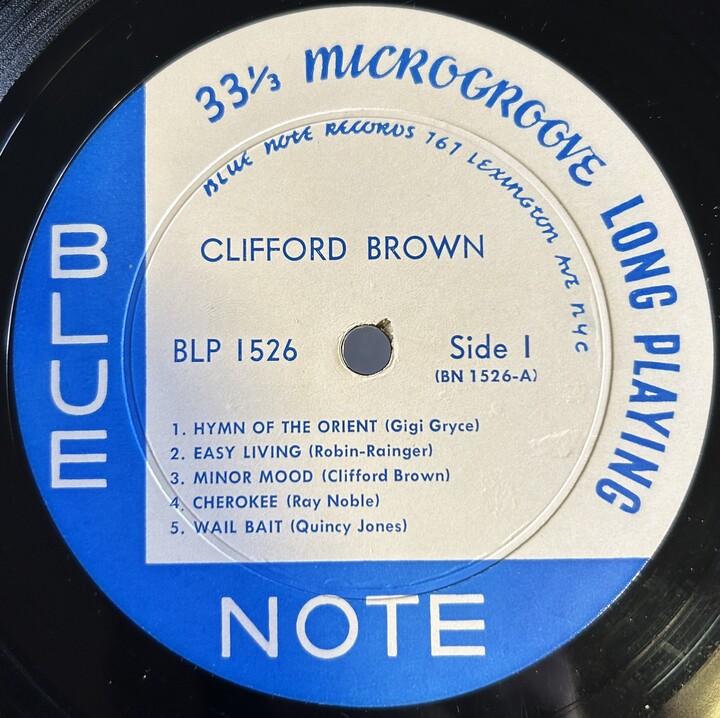 33⅓ MICROGROOVE LONG PLAYING
BLUE NOTE RECORDS 767 LEXINGTON AVE NYC
CLIFFORD BROWN
BLP 1526
Side 1
(BN 1526-A)
1. HYMN OF THE ORIENT (Gigi Gryce)
2. EASY LIVING (Robin-Rainger)
3. MINOR MOOD (Clifford Brown)
4. CHEROKEE (Ray Noble)
5. WAIL BAIT (Quincy Jones)
BLUE
NOTE